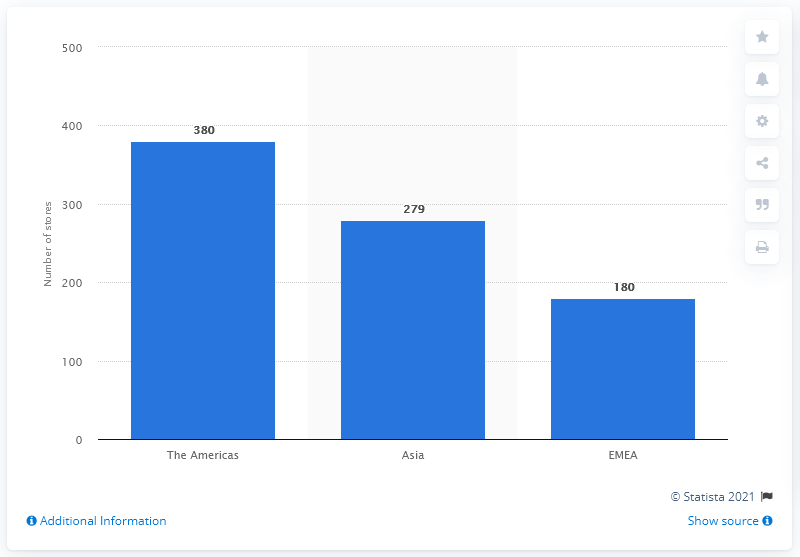 500
400
300
200
100
0
Number of stores
380
279
180
The Americas
Asia
EMEA
© Statista 2021
Additional Information
Show source